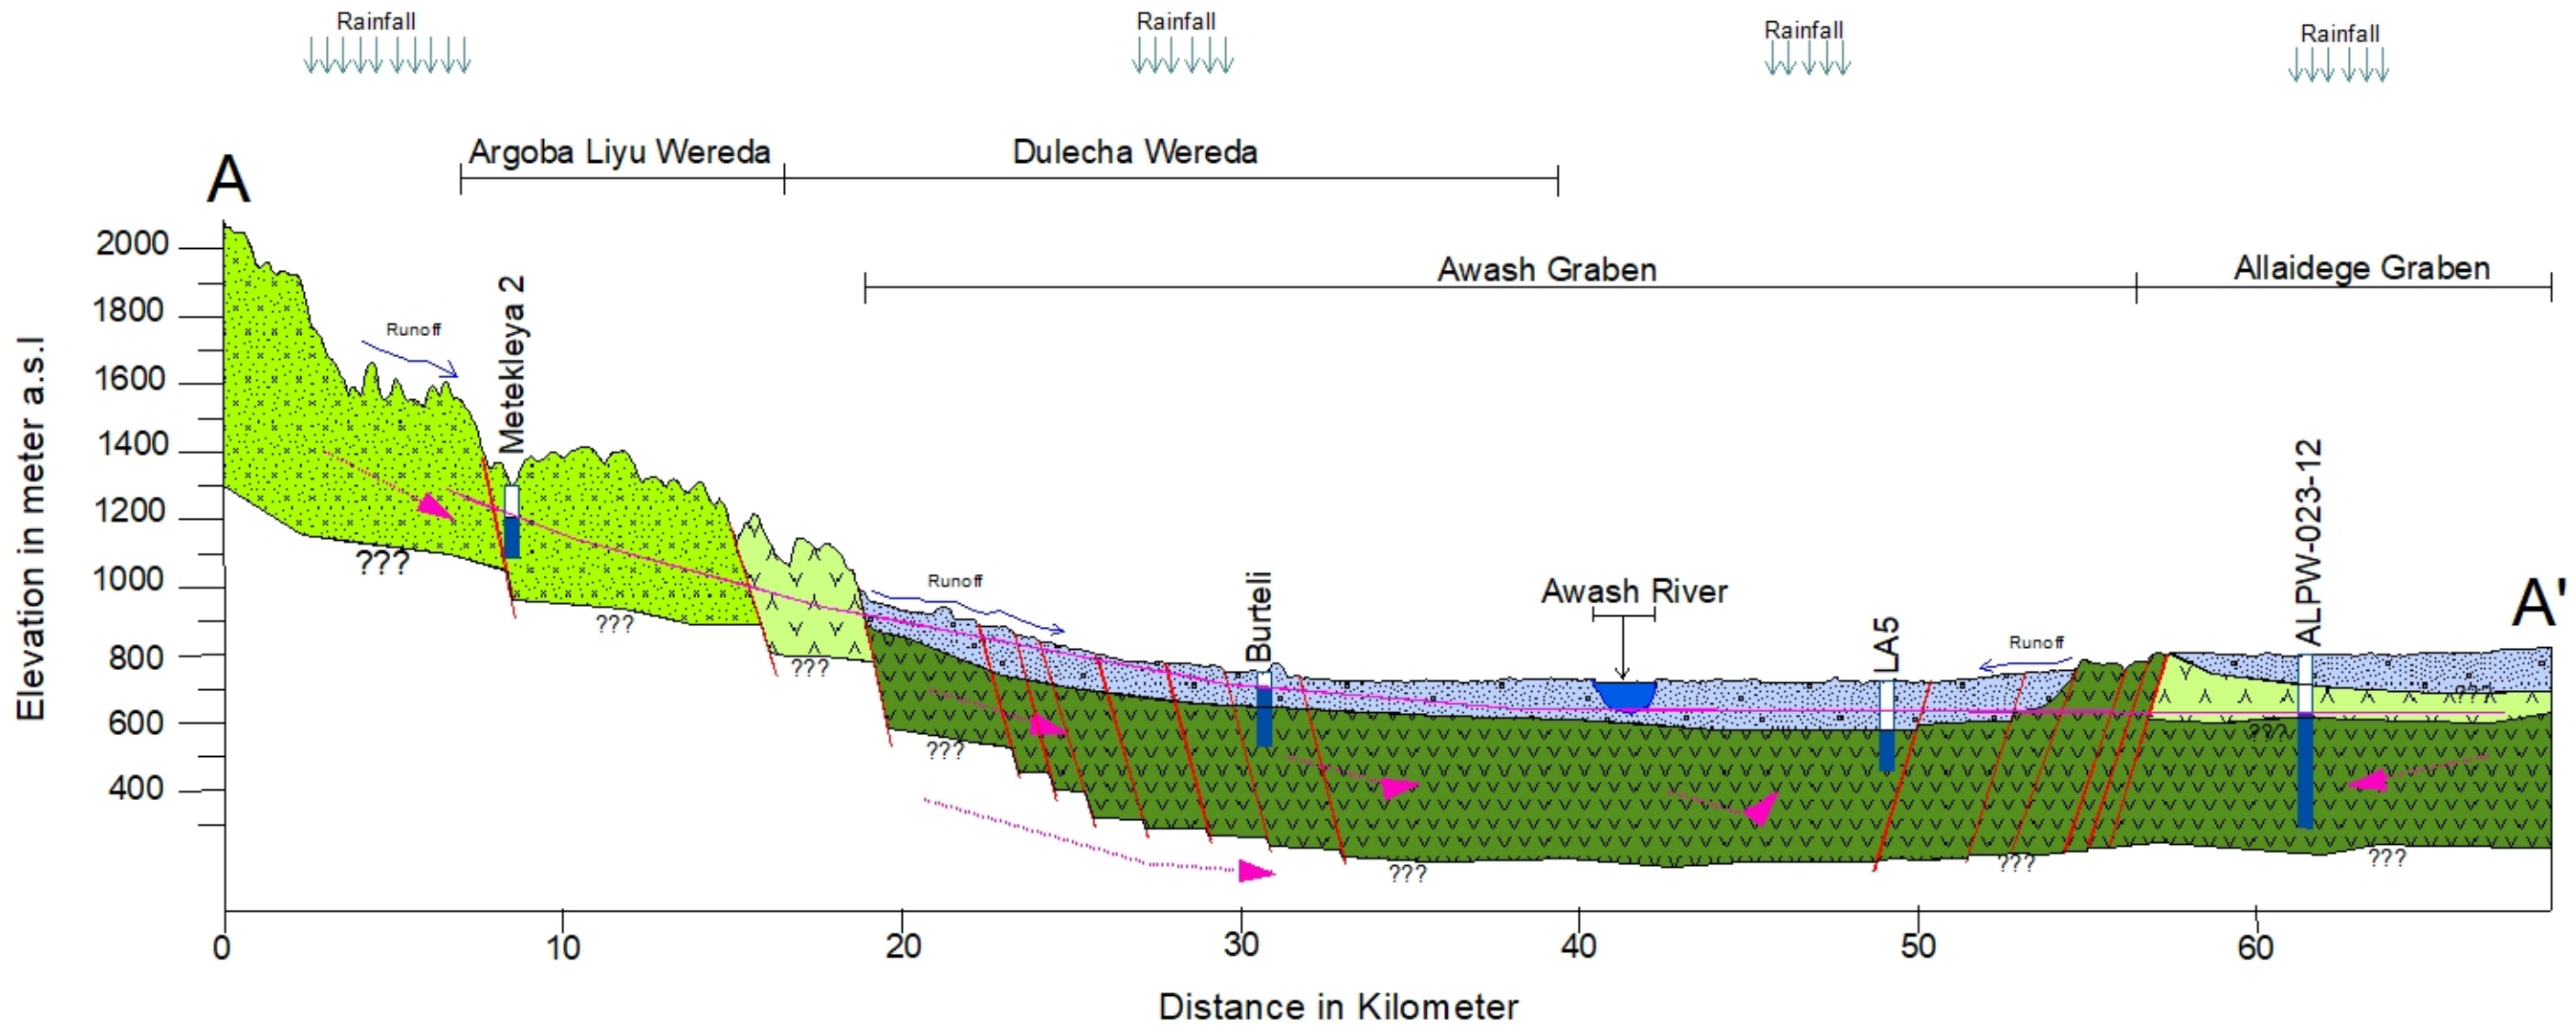 Rainfall
Rainfall
Rainfall
Rainfall
Argoba Liyu Wereda
Dulecha Wereda
A
Awash Graben
Allaidege Graben
2000
1800
1600
1400
1200
1000
800
600
400
Elevation in meter a.s.l
Runoff
Metekleya 2
Runoff
Burteli
Awash River
LA5
Runoff
ALPW-023-12
A'
???
???
???
???
???
???
???
???
???
0
10
20
30
40
50
60
Distance in Kilometer